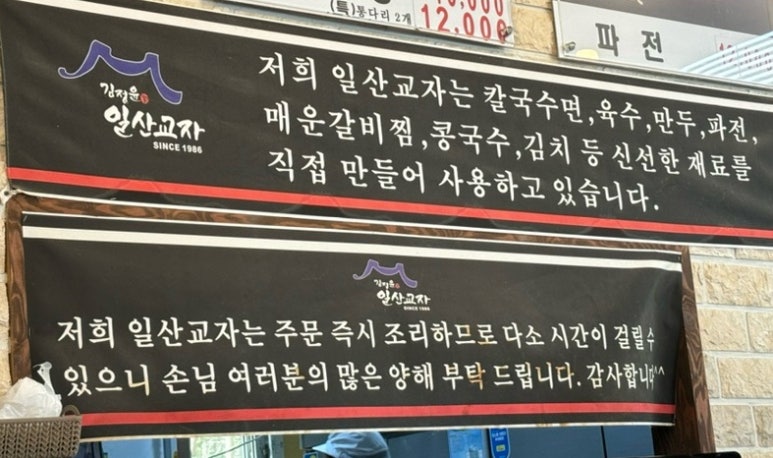 (특)통다리 2개
12,000
파전
김정윤
일산교자
SINCE 1986
저희 일산교자는 칼국수면,육수,만두,파전,
매운갈비찜,콩국수,김치 등 신선한 재료를
직접 만들어 사용하고 있습니다.
김정윤
일산교자
SINCE 1986
저희 일산교자는 주문 즉시 조리하므로 다소 시간이 걸릴 수
있으니 손님 여러분의 많은 양해 부탁 드립니다. 감사합니다^^